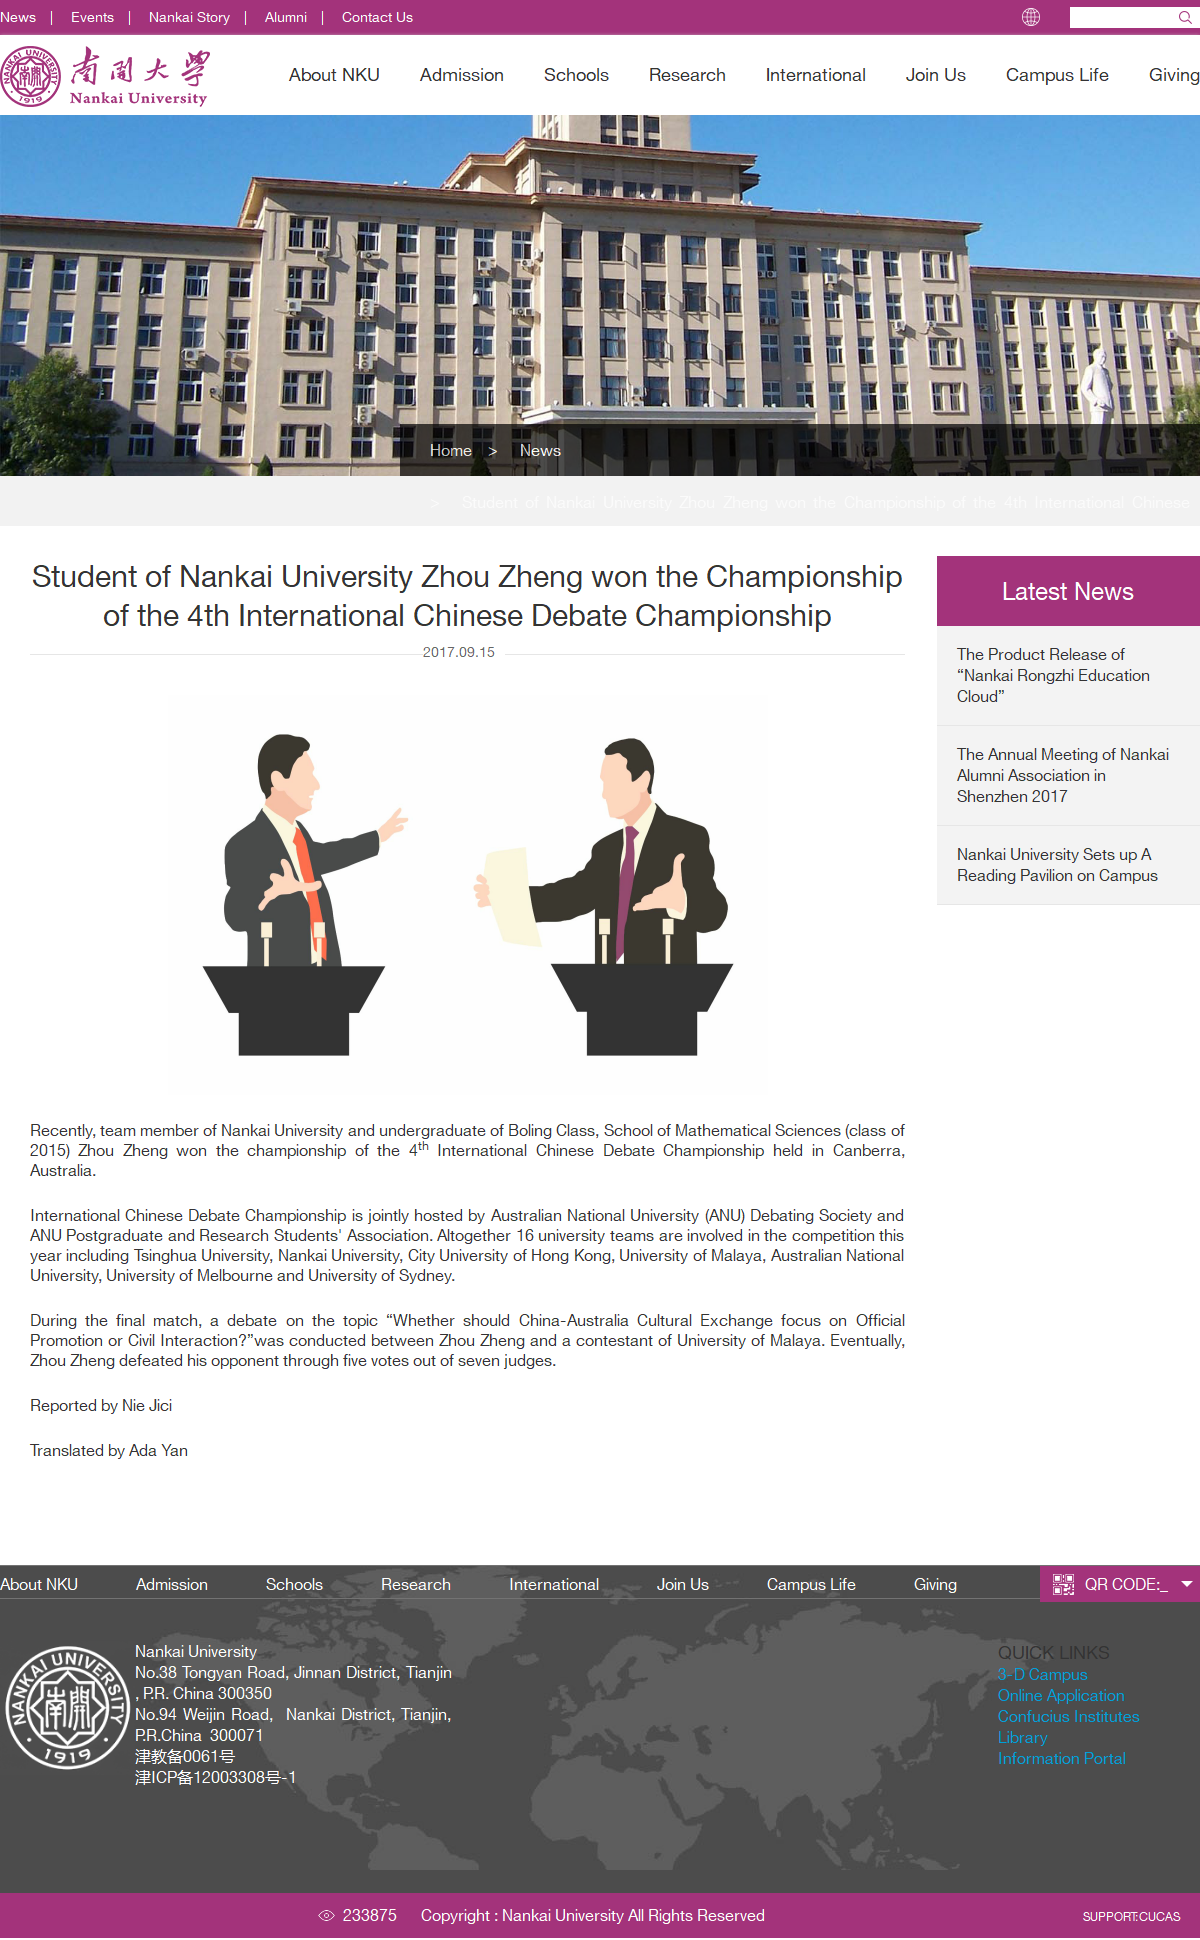 News | Events | Nankai Story | Alumni | Contact Us
NANKAI UNIVERSITY
南開
1919
南開大學
Nankai University
About NKU Admission Schools Research International Join Us Campus Life Giving
Home > News
> Student of Nankai University Zhou Zheng won the Championship of the 4th International Chinese
Student of Nankai University Zhou Zheng won the Championship
of the 4th International Chinese Debate Championship
2017.09.15
Latest News
The Product Release of
“Nankai Rongzhi Education
Cloud”
The Annual Meeting of Nankai
Alumni Association in
Shenzhen 2017
Nankai University Sets up A
Reading Pavilion on Campus
Recently, team member of Nankai University and undergraduate of Boling Class, School of Mathematical Sciences (class of
2015) Zhou Zheng won the championship of the 4th International Chinese Debate Championship held in Canberra,
Australia.
International Chinese Debate Championship is jointly hosted by Australian National University (ANU) Debating Society and
ANU Postgraduate and Research Students' Association. Altogether 16 university teams are involved in the competition this
year including Tsinghua University, Nankai University, City University of Hong Kong, University of Malaya, Australian National
University, University of Melbourne and University of Sydney.
During the final match, a debate on the topic “Whether should China-Australia Cultural Exchange focus on Official
Promotion or Civil Interaction?”was conducted between Zhou Zheng and a contestant of University of Malaya. Eventually,
Zhou Zheng defeated his opponent through five votes out of seven judges.
Reported by Nie Jici
Translated by Ada Yan
About NKU Admission Schools Research International Join Us Campus Life Giving QR CODE:_
NANKAI UNIVERSITY
南開
1919
Nankai University
No.38 Tongyan Road, Jinnan District, Tianjin
, P.R. China 300350
No.94 Weijin Road, Nankai District, Tianjin,
P.R.China 300071
津教备0061号
津ICP备12003308号-1
QUICK LINKS
3-D Campus
Online Application
Confucius Institutes
Library
Information Portal
233875 Copyright : Nankai University All Rights Reserved
SUPPORT:CUCAS